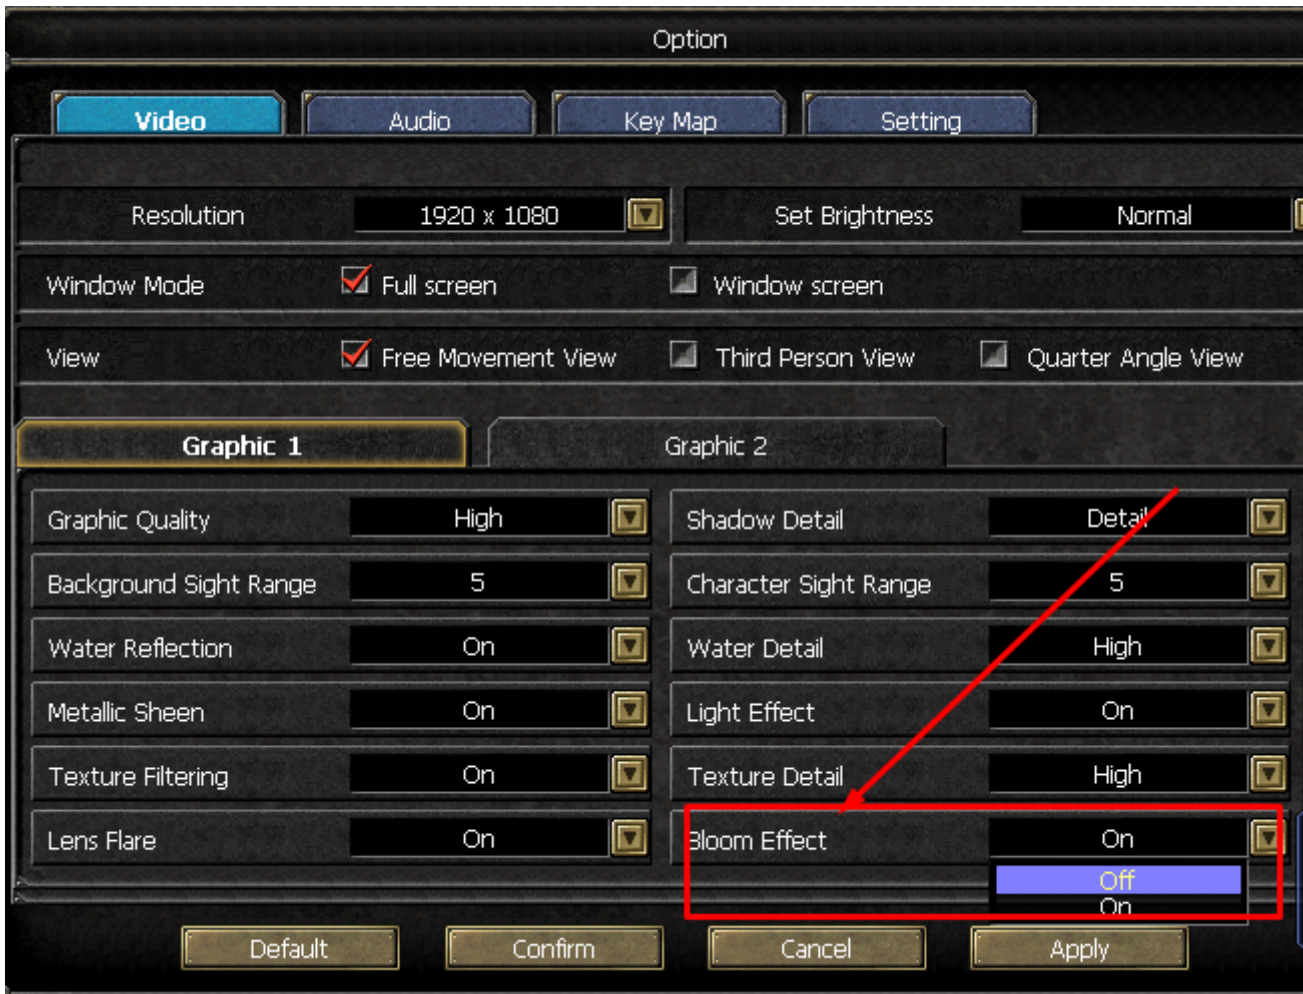 Option
Video Audio Key Map Setting
Resolution 1920 x 1080 Set Brightness Normal
Window Mode Full screen Window screen
View Free Movement View Third Person View Quarter Angle View
Graphic 1 Graphic 2
Graphic Quality High Shadow Detail Detail
Background Sight Range 5 Character Sight Range 5
Water Reflection On Water Detail High
Metallic Sheen On Light Effect On
Texture Filtering On Texture Detail High
Lens Flare On Bloom Effect On
Off
On
Default Confirm Cancel Apply